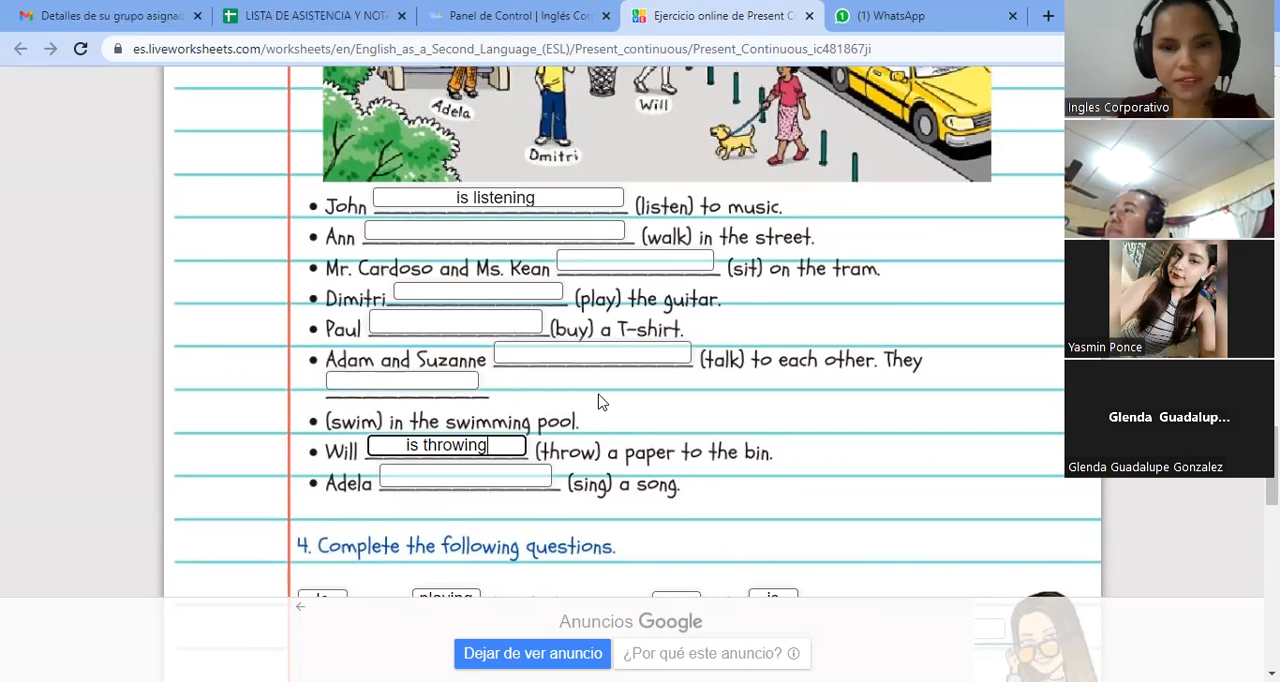 Detalles de su grupo asignad
LISTA DE ASISTENCIA Y NOT
Panel de Control | Inglés Corp
Ejercicio online de Present Co
(1) WhatsApp
es.liveworksheets.com/worksheets/en/English_as_a_Second_Language_(ESL)/Present_continuous/Present_Continuous_ic481867ji
Ingles Corporativo
Adela
Will
Dmitri
• John is listening (listen) to music.
• Ann (walk) in the street.
• Mr. Cardoso and Ms. Kean (sit) on the tram.
• Dimitri (play) the guitar.
• Paul (buy) a T-shirt.
• Adam and Suzanne (talk) to each other. They
• (swim) in the swimming pool.
• Will is throwing (throw) a paper to the bin.
• Adela (sing) a song.
Yasmin Ponce
Glenda Guadalup...
Glenda Guadalupe Gonzalez
4. Complete the following questions.
playing
is
Anuncios Google
Dejar de ver anuncio
¿Por qué este anuncio?